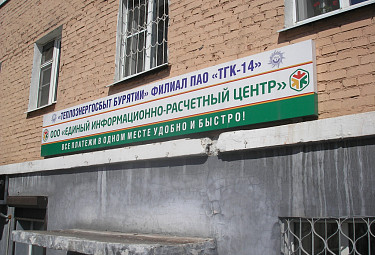 "ТЕПЛОЭНЕРГОСБЫТ БУРЯТИИ" ФИЛИАЛ ПАО «ТГК-14»
ООО «ЕДИНЫЙ ИНФОРМАЦИОННО-РАСЧЕТНЫЙ ЦЕНТР»
ВСЕ ПЛАТЕЖИ В ОДНОМ МЕСТЕ УДОБНО И БЫСТРО!